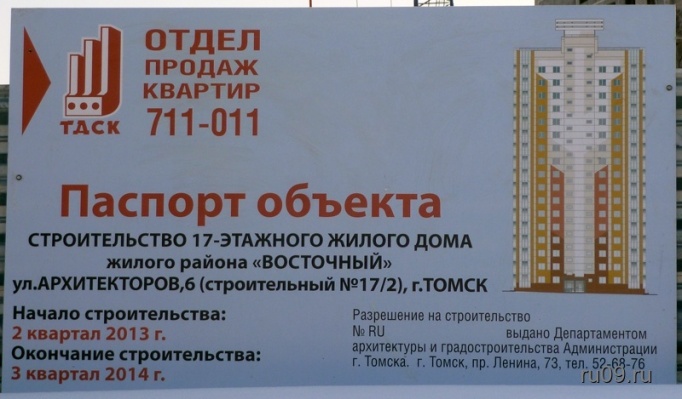 ТДСК
ОТДЕЛ
ПРОДАЖ
КВАРТИР
711-011
Паспорт объекта
СТРОИТЕЛЬСТВО 17-ЭТАЖНОГО ЖИЛОГО ДОМА
жилого района «ВОСТОЧНЫЙ»
ул.АРХИТЕКТОРОВ,6 (строительный №17/2), г.ТОМСК
Начало строительства:
2 квартал 2013 г.
Окончание строительства:
3 квартал 2014 г.
Разрешение на строительство
№ RU выдано Департаментом
архитектуры и градостроительства Администрации
г. Томска. г. Томск, пр. Ленина, 73, тел. 52-68-76
ru09.ru